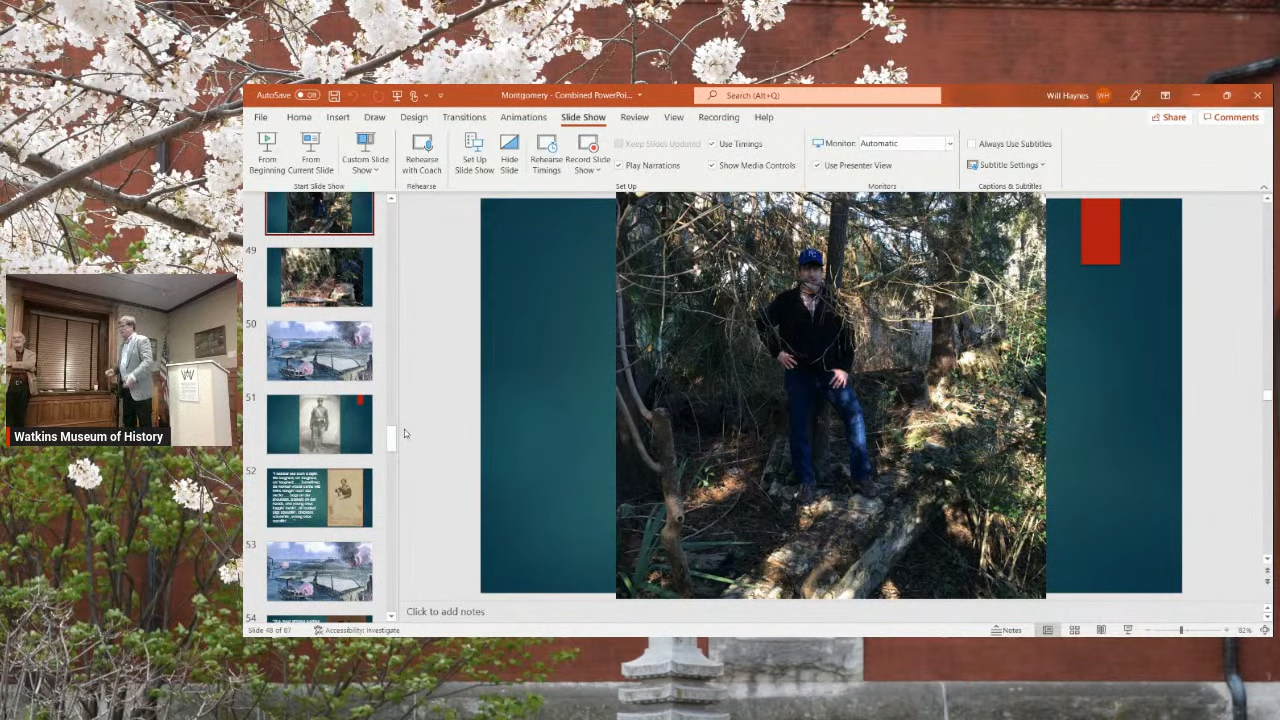 AutoSave Off
Montgomery - Combined PowerPoi...
Search (Alt+Q)
Will Haynes WH
File Home Insert Draw Design Transitions Animations Slide Show Review View Recording Help
Share Comments
From Beginning
From Current Slide
Custom Slide Show
Start Slide Show
Rehearse with Coach
Rehearse
Set Up Slide Show
Hide Slide
Rehearse Timings
Record Slide Show
Keep Slides Updated
Play Narrations
Use Timings
Show Media Controls
Set Up
Monitor: Automatic
Use Presenter View
Monitors
Always Use Subtitles
Subtitle Settings
Captions & Subtitles
49
50
51
52
53
54
Watkins Museum of History
Click to add notes
Slide 48 of 87
Accessibility: Investigate
Notes
82%